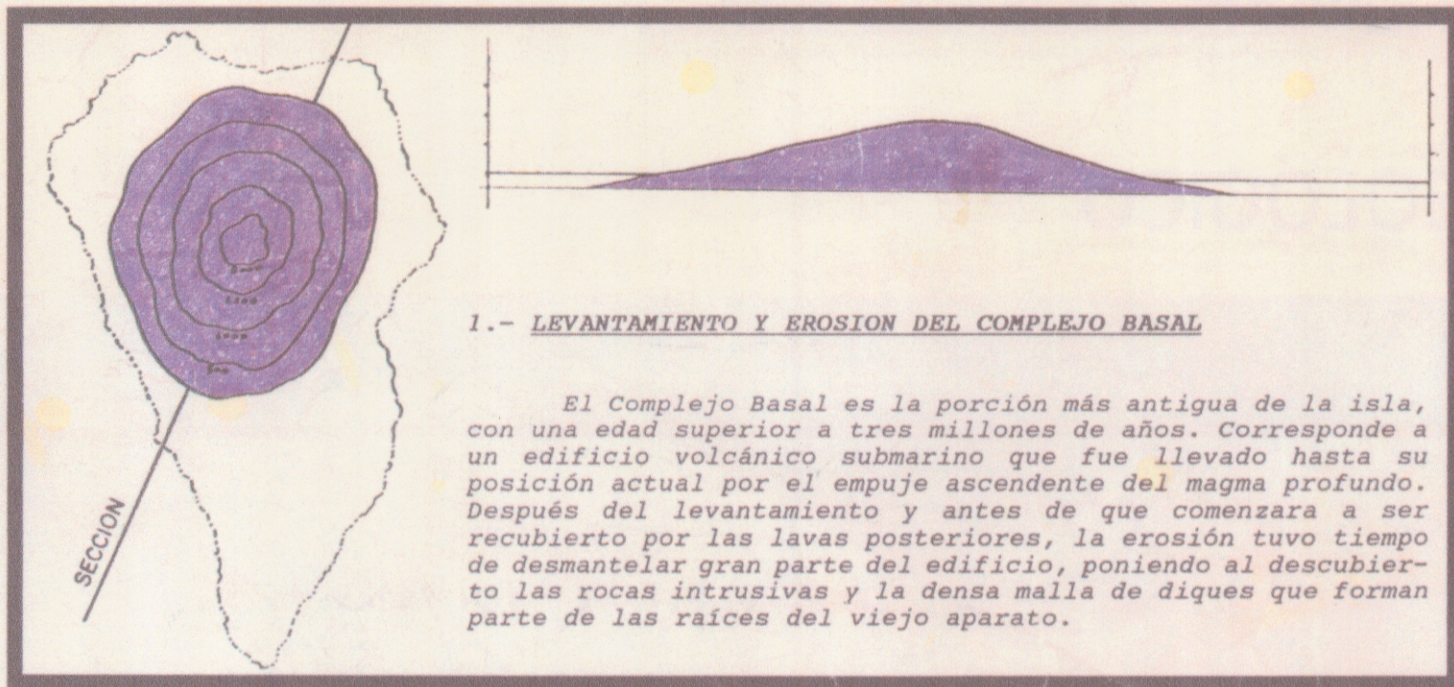 SECCION
1.- LEVANTAMIENTO Y EROSION DEL COMPLEJO BASAL
El Complejo Basal es la porción más antigua de la isla,
con una edad superior a tres millones de años. Corresponde a
un edificio volcánico submarino que fue llevado hasta su
posición actual por el empuje ascendente del magma profundo.
Después del levantamiento y antes de que comenzara a ser
recubierto por las lavas posteriores, la erosión tuvo tiempo
de desmantelar gran parte del edificio, poniendo al descubier-
to las rocas intrusivas y la densa malla de diques que forman
parte de las raíces del viejo aparato.